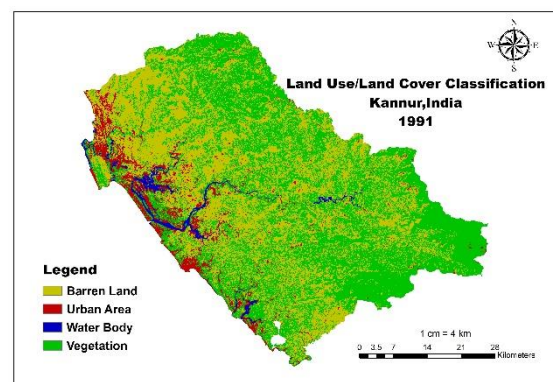 N
W E
S
Land Use/Land Cover Classification
Kannur,India
1991
Legend
Barren Land
Urban Area
Water Body
Vegetation
1 cm = 4 km
0 3.5 7 14 21 28
Kilometers